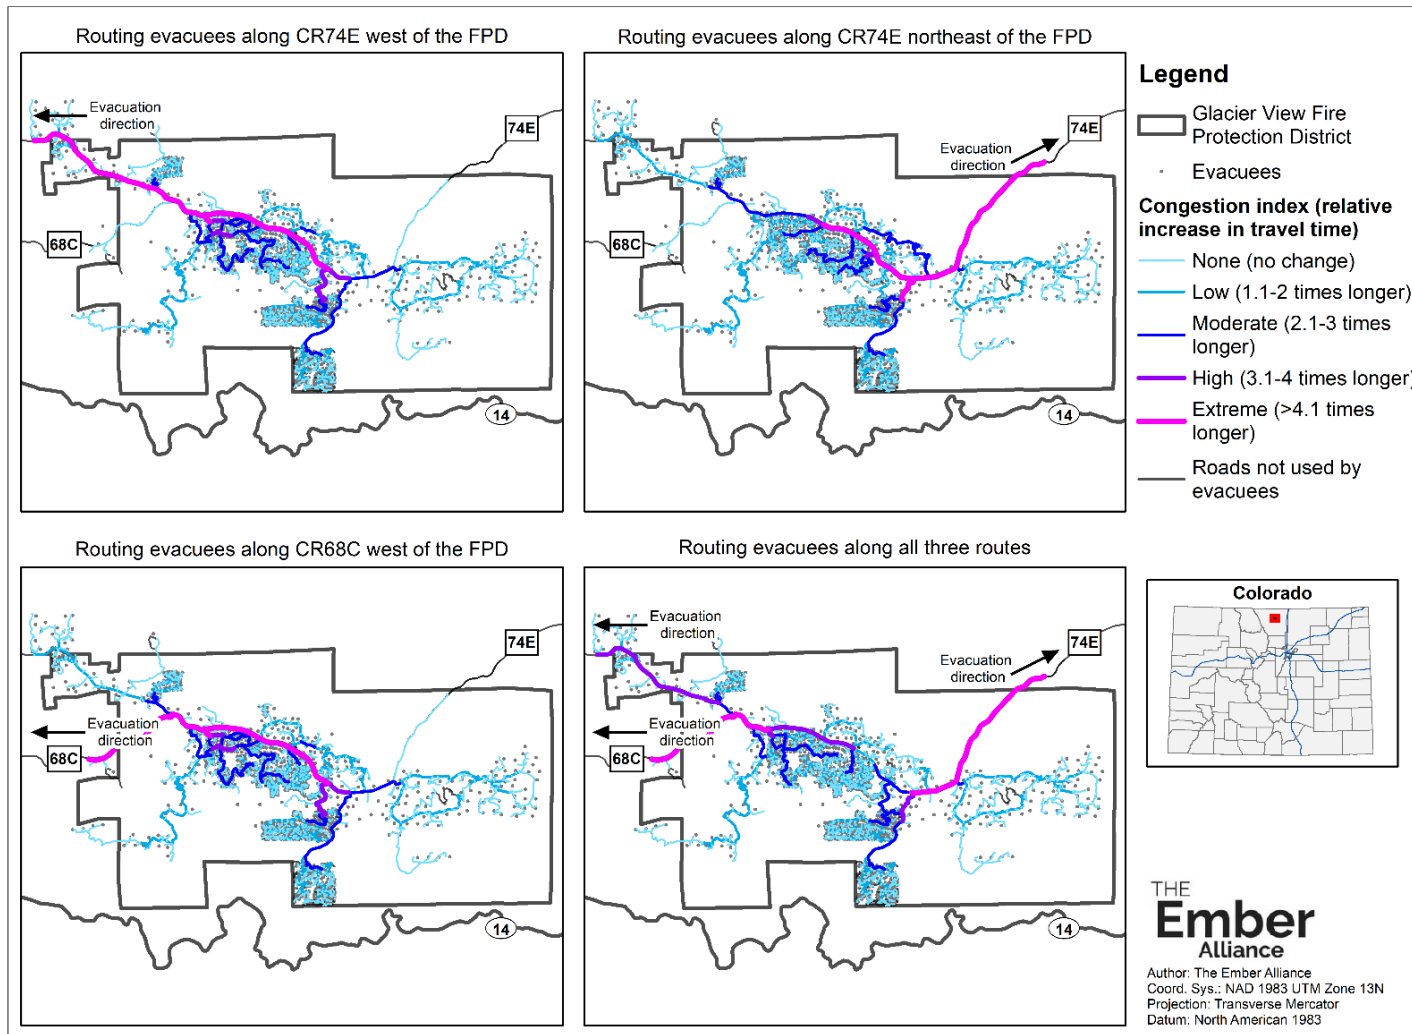 Routing evacuees along CR74E west of the FPD
Evacuation
direction
74E
68C
14
Routing evacuees along CR74E northeast of the FPD
74E
Evacuation
direction
68C
14
Legend
Glacier View Fire
Protection District
Evacuees
Congestion index (relative
increase in travel time)
None (no change)
Low (1.1-2 times longer)
Moderate (2.1-3 times
longer)
High (3.1-4 times longer)
Extreme (>4.1 times
longer)
Roads not used by
evacuees
Routing evacuees along CR68C west of the FPD
74E
Evacuation
direction
68C
14
Routing evacuees along all three routes
Evacuation
direction
74E
Evacuation
direction
Evacuation
direction
68C
14
Colorado
THE
Ember
Alliance
Author: The Ember Alliance
Coord. Sys.: NAD 1983 UTM Zone 13N
Projection: Transverse Mercator
Datum: North American 1983